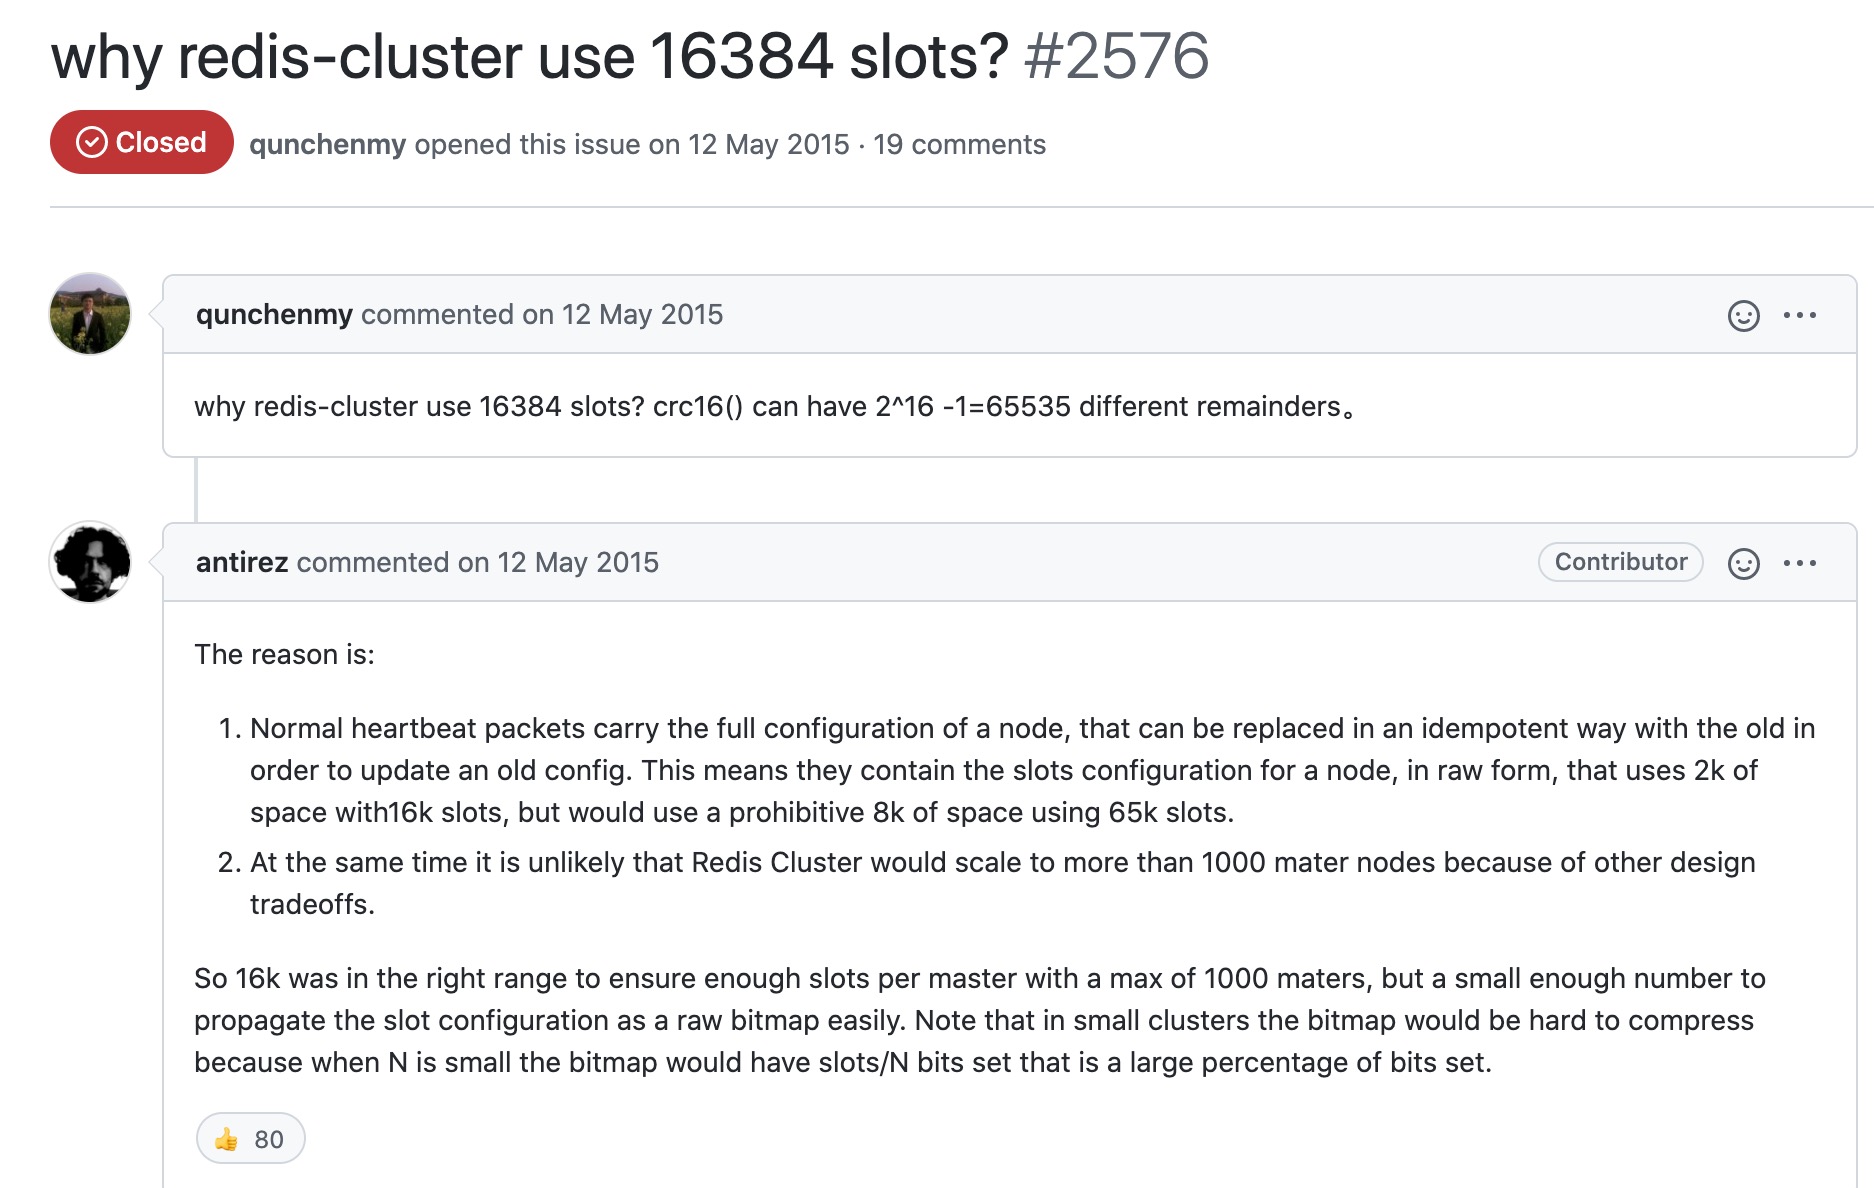 why redis-cluster use 16384 slots? #2576
Closed qunchenmy opened this issue on 12 May 2015 · 19 comments
qunchenmy commented on 12 May 2015
why redis-cluster use 16384 slots? crc16() can have 2^16 -1=65535 different remainders。
antirez commented on 12 May 2015 Contributor
The reason is:
1. Normal heartbeat packets carry the full configuration of a node, that can be replaced in an idempotent way with the old in
order to update an old config. This means they contain the slots configuration for a node, in raw form, that uses 2k of
space with16k slots, but would use a prohibitive 8k of space using 65k slots.
2. At the same time it is unlikely that Redis Cluster would scale to more than 1000 mater nodes because of other design
tradeoffs.
So 16k was in the right range to ensure enough slots per master with a max of 1000 maters, but a small enough number to
propagate the slot configuration as a raw bitmap easily. Note that in small clusters the bitmap would be hard to compress
because when N is small the bitmap would have slots/N bits set that is a large percentage of bits set.
👍 80